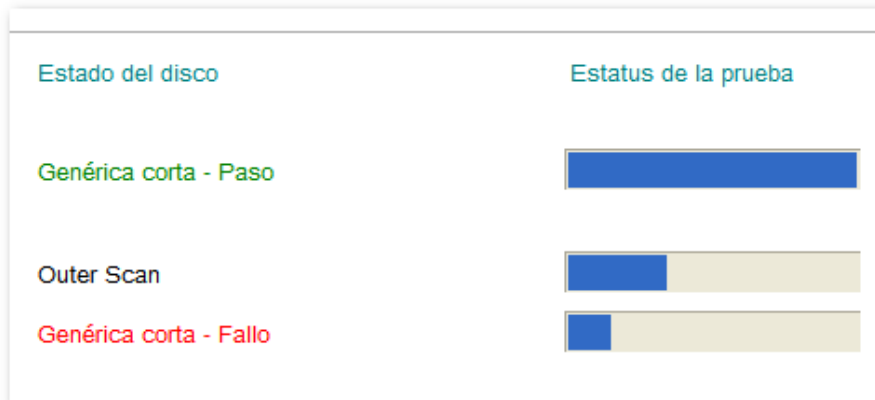 Estado del disco
Estatus de la prueba
Genérica corta - Paso
Outer Scan
Genérica corta - Fallo